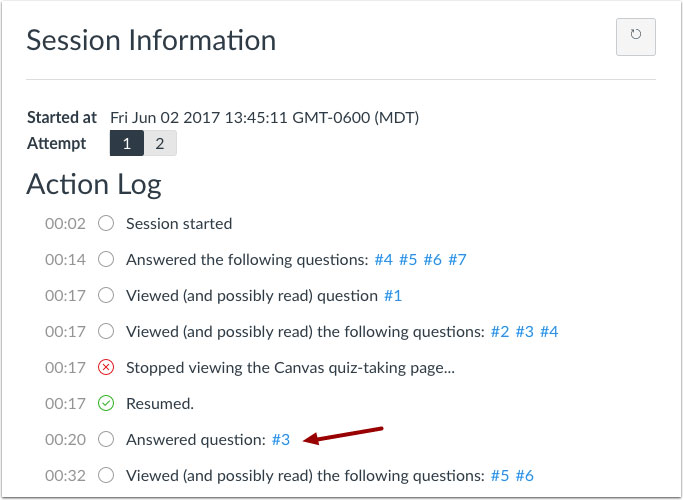 Session Information
Started at Fri Jun 02 2017 13:45:11 GMT-0600 (MDT)
Attempt 1 2
Action Log
00:02 Session started
00:14 Answered the following questions: #4 #5 #6 #7
00:17 Viewed (and possibly read) question #1
00:17 Viewed (and possibly read) the following questions: #2 #3 #4
00:17 Stopped viewing the Canvas quiz-taking page...
00:17 Resumed.
00:20 Answered question: #3
00:32 Viewed (and possibly read) the following questions: #5 #6